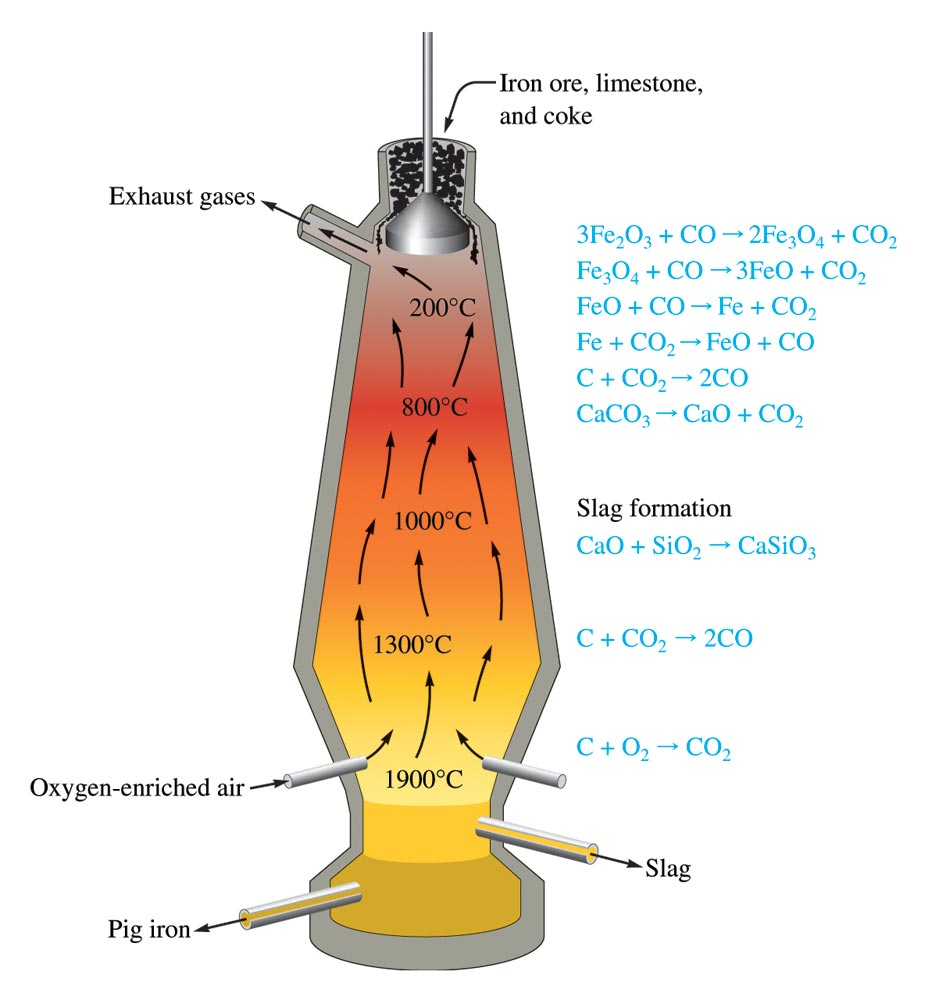 Iron ore, limestone,
and coke
Exhaust gases
3Fe₂O₃ + CO → 2Fe₃O₄ + CO₂
Fe₃O₄ + CO → 3FeO + CO₂
FeO + CO → Fe + CO₂
Fe + CO₂ → FeO + CO
C + CO₂ → 2CO
CaCO₃ → CaO + CO₂
200°C
800°C
Slag formation
CaO + SiO₂ → CaSiO₃
1000°C
1300°C
C + CO₂ → 2CO
C + O₂ → CO₂
Oxygen-enriched air
1900°C
Slag
Pig iron